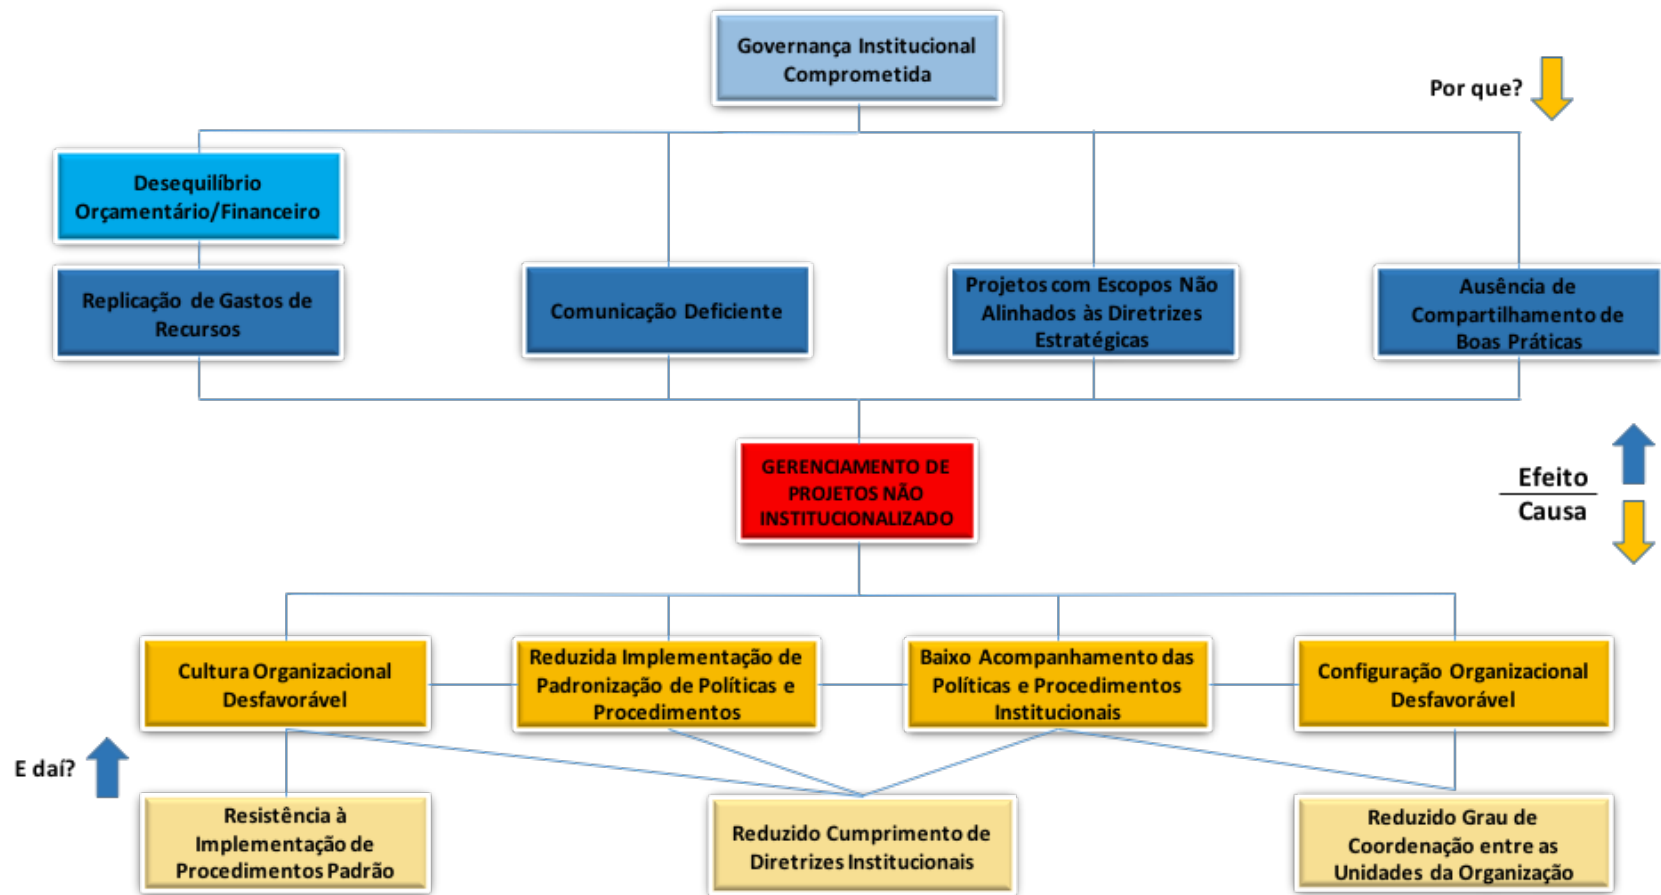 Governança Institucional
Comprometida
Por que?
Desequilíbrio
Orçamentário/Financeiro
Replicação de Gastos de
Recursos
Comunicação Deficiente
Projetos com Escopos Não
Alinhados às Diretrizes
Estratégicas
Ausência de
Compartilhamento de
Boas Práticas
GERENCIAMENTO DE
PROJETOS NÃO
INSTITUCIONALIZADO
Efeito
Causa
Cultura Organizacional
Desfavorável
Reduzida Implementação de
Padronização de Políticas e
Procedimentos
Baixo Acompanhamento das
Políticas e Procedimentos
Institucionais
Configuração Organizacional
Desfavorável
E daí?
Resistência à
Implementação de
Procedimentos Padrão
Reduzido Cumprimento de
Diretrizes Institucionais
Reduzido Grau de
Coordenação entre as
Unidades da Organização